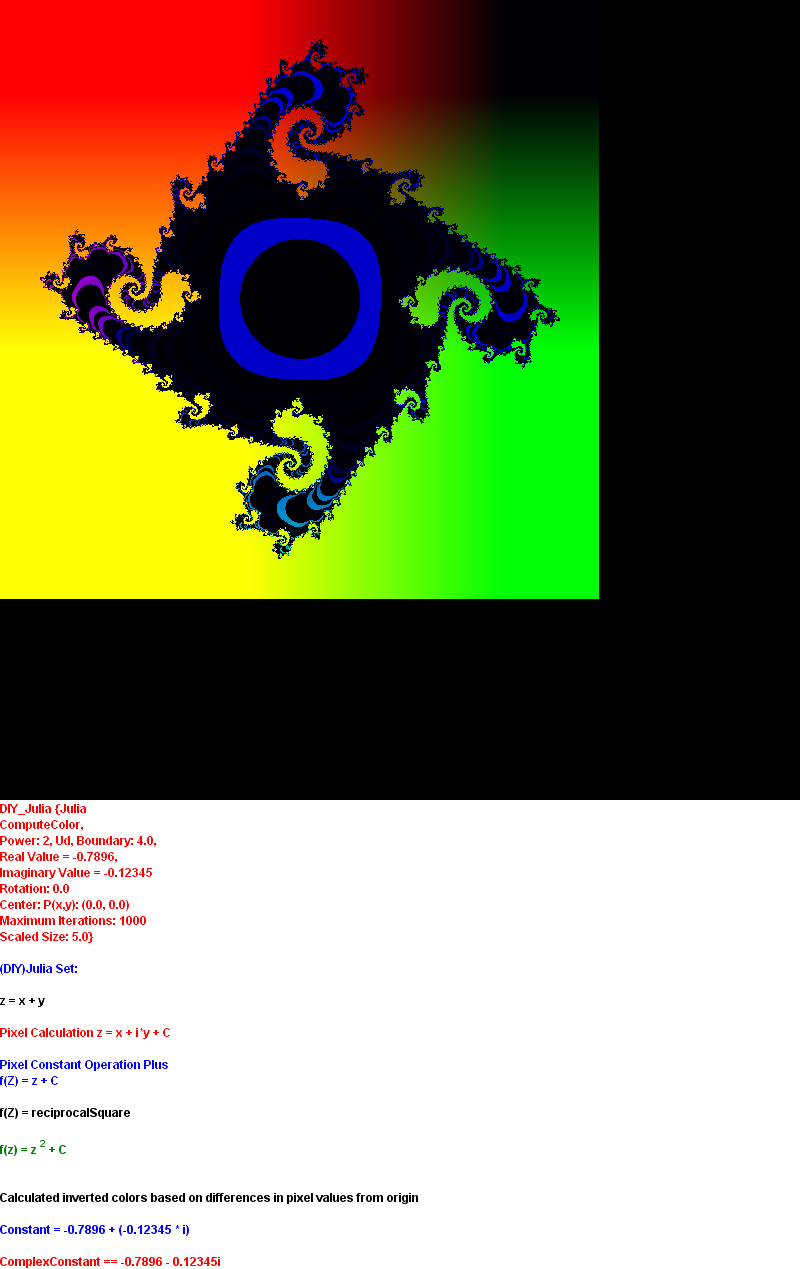 DIY_Julia {Julia
ComputeColor,
Power: 2, Ud, Boundary: 4.0,
Real Value = -0.7896,
Imaginary Value = -0.12345
Rotation: 0.0
Center: P(x,y): (0.0, 0.0)
Maximum Iterations: 1000
Scaled Size: 5.0}
(DIY)Julia Set:
z = x + y
Pixel Calculation z = x + i*y + C
Pixel Constant Operation Plus
f(Z) = z + C
f(Z) = reciprocalSquare
f(z) = z ² + C
Calculated inverted colors based on differences in pixel values from origin
Constant = -0.7896 + (-0.12345 * i)
ComplexConstant == -0.7896 - 0.12345i